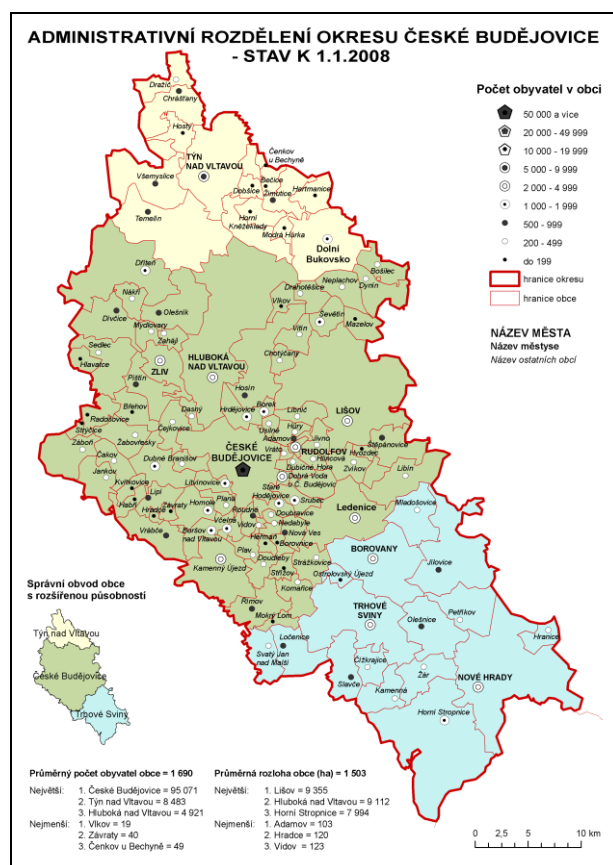 ADMINISTRATIVNÍ ROZDĚLENÍ OKRESU ČESKÉ BUDĚJOVICE
- STAV K 1.1.2008
Počet obyvatel v obci
50 000 a více
20 000 - 49 999
10 000 - 19 999
5 000 - 9 999
2 000 - 4 999
1 000 - 1 999
500 - 999
200 - 499
do 199
hranice okresu
hranice obce
NÁZEV MĚSTA
Název městyse
Název ostatních obcí
Dražíč
Chrášťany
Hosty
TÝN
NAD VLTAVOU
Čenkov
u Bechyně
Všemyslice
Bečice
Dobšice
Žimutice
Hartmanice
Temelín
Horní
Kněžeklady
Modrá Hůrka
Dolní
Bukovsko
Dříteň
Bošilec
Neplachov
Dynín
Drahotěšice
Nákří
Vlkov
Olešník
Ševětín
Mazelov
Dívčice
Mydlovary
Zahájí
Vitín
Sedlec
Chotýčany
Hlavatce
ZLIV
HLUBOKÁ
NAD VLTAVOU
Pištín
Hosín
Břehov
Dasný
Hrdějovice
Borek
Libníč
LIŠOV
Radošovice
Strýčice
Čejkovice
Úsilné
Hůry
Adamov
Jivno
Štěpánovice
Zaboří
Žabovřesky
ČESKÉ
BUDĚJOVICE
Vráto
RUDOLFOV
Hvozdec
Čakov
Hlincová
Hora
Zvíkov
Dubné
Branišov
Dubičné
Dobrá Voda
u Č. Budějovic
Libín
Jankov
Kvítkovice
Litvínovice
Staré
Hodějovice
Srubec
Mladošovice
Lipí
Habří
Homole
Planá
Roudné
Doubravice
Ledenice
Hradce
Závraty
Včelná
Vidov
Nedabyle
Nová Ves
Vrábče
Boršov
nad Vltavou
Heřmaň
Borovnice
BOROVANY
Plav
Doudleby
Strážkovice
Jílovice
Kamenný Újezd
Střížov
Ostrolovský Újezd
Komařice
Římov
TRHOVÉ
SVINY
Petříkov
Mokrý Lom
Olešnice
Hranice
Ločenice
Svatý Jan
nad Malší
Čížkrajice
Žár
Slavče
NOVÉ HRADY
Kamenná
Horní Stropnice
Správní obvod obce
s rozšířenou působností
Týn nad Vltavou
České Budějovice
Trhové Sviny
Průměrný počet obyvatel obce = 1 690
Největší: 1. České Budějovice = 95 071
2. Týn nad Vltavou = 8 483
3. Hluboká nad Vltavou = 4 921
Nejmenší: 1. Vlkov = 19
2. Závraty = 40
3. Čenkov u Bechyně = 49
Průměrná rozloha obce (ha) = 1 503
Největší: 1. Lišov = 9 355
2. Hluboká nad Vltavou = 9 112
3. Horní Stropnice = 7 994
Nejmenší: 1. Adamov = 103
2. Hradce = 120
3. Vidov = 123
0 2,5 5 10 km